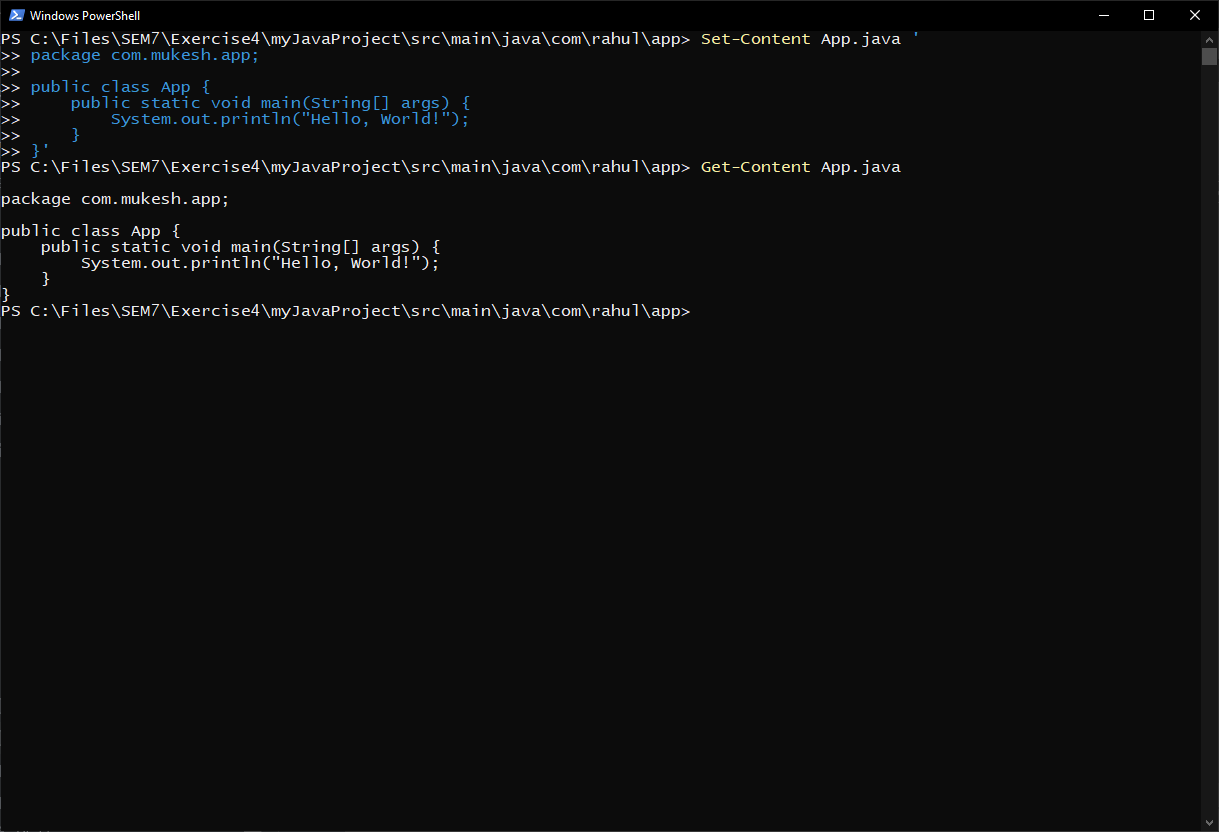 Windows PowerShell
PS C:\Files\SEM7\Exercise4\myJavaProject\src\main\java\com\rahul\app> Set-Content App.java '
>> package com.mukesh.app;
>>
>> public class App {
>>     public static void main(String[] args) {
>>         System.out.println("Hello, World!");
>>     }
>> }'
PS C:\Files\SEM7\Exercise4\myJavaProject\src\main\java\com\rahul\app> Get-Content App.java
package com.mukesh.app;
public class App {
    public static void main(String[] args) {
        System.out.println("Hello, World!");
    }
}
PS C:\Files\SEM7\Exercise4\myJavaProject\src\main\java\com\rahul\app>